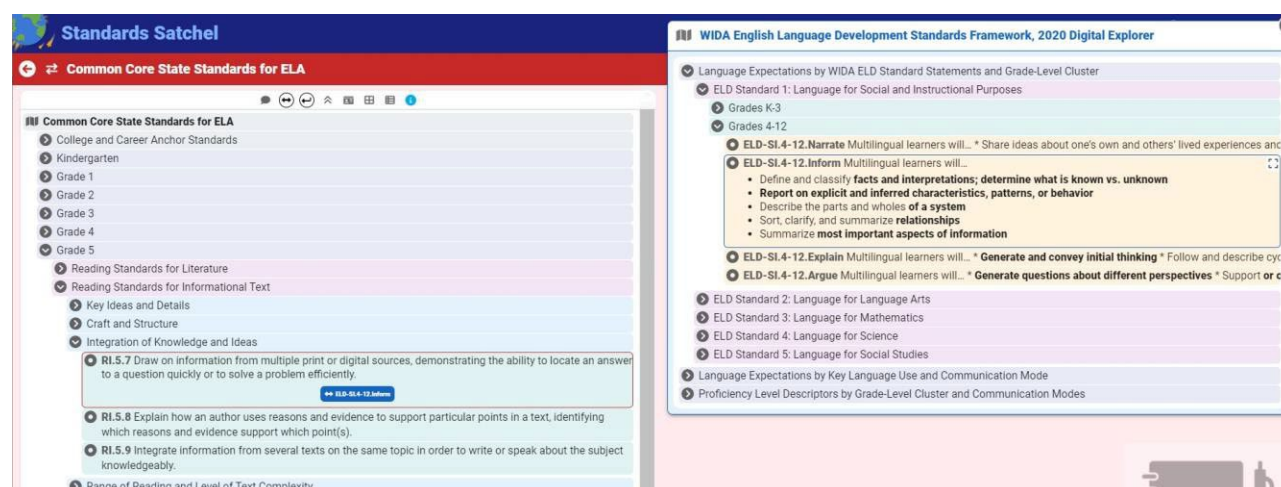 Standards Satchel
Common Core State Standards for ELA
Common Core State Standards for ELA
College and Career Anchor Standards
Kindergarten
Grade 1
Grade 2
Grade 3
Grade 4
Grade 5
Reading Standards for Literature
Reading Standards for Informational Text
Key Ideas and Details
Craft and Structure
Integration of Knowledge and Ideas
RI.5.7 Draw on information from multiple print or digital sources, demonstrating the ability to locate an answer
to a question quickly or to solve a problem efficiently.
ELD-SI.4-12.Inform
RI.5.8 Explain how an author uses reasons and evidence to support particular points in a text, identifying
which reasons and evidence support which point(s).
RI.5.9 Integrate information from several texts on the same topic in order to write or speak about the subject
knowledgeably.
Range of Reading and Level of Text Complexity
WIDA English Language Development Standards Framework, 2020 Digital Explorer
Language Expectations by WIDA ELD Standard Statements and Grade-Level Cluster
ELD Standard 1: Language for Social and Instructional Purposes
Grades K-3
Grades 4-12
ELD-SI.4-12.Narrate Multilingual learners will... * Share ideas about one's own and others' lived experiences and
ELD-SI.4-12.Inform Multilingual learners will...
• Define and classify facts and interpretations; determine what is known vs. unknown
• Report on explicit and inferred characteristics, patterns, or behavior
• Describe the parts and wholes of a system
• Sort, clarify, and summarize relationships
• Summarize most important aspects of information
ELD-SI.4-12.Explain Multilingual learners will... * Generate and convey initial thinking * Follow and describe cyc
ELD-SI.4-12.Argue Multilingual learners will... * Generate questions about different perspectives * Support or c
ELD Standard 2: Language for Language Arts
ELD Standard 3: Language for Mathematics
ELD Standard 4: Language for Science
ELD Standard 5: Language for Social Studies
Language Expectations by Key Language Use and Communication Mode
Proficiency Level Descriptors by Grade-Level Cluster and Communication Modes